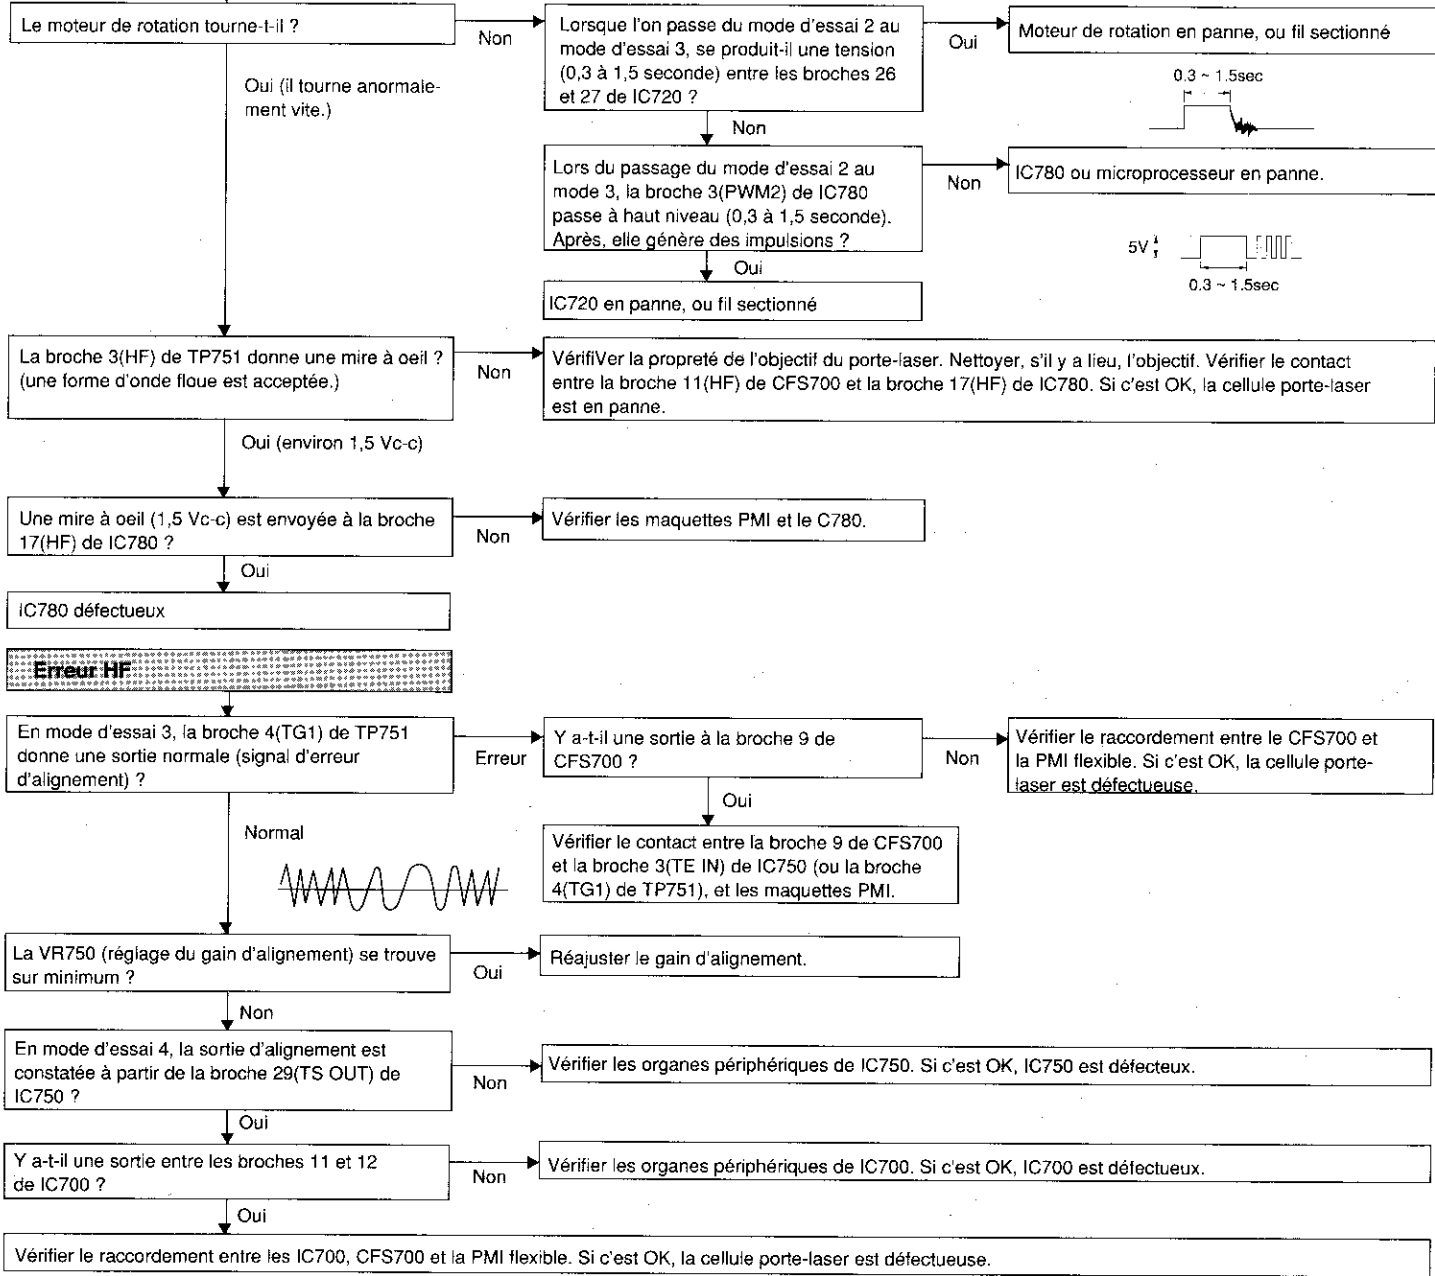 Le moteur de rotation tourne-t-il ?
Non
Lorsque l'on passe du mode d'essai 2 au
mode d'essai 3, se produit-il une tension
(0,3 à 1,5 seconde) entre les broches 26
et 27 de IC720 ?
Oui
Moteur de rotation en panne, ou fil sectionné
0.3 ~ 1.5sec
Oui (il tourne anormale-
ment vite.)
Non
Lors du passage du mode d'essai 2 au
mode 3, la broche 3(PWM2) de IC780
passe à haut niveau (0,3 à 1,5 seconde).
Après, elle génère des impulsions ?
Non
IC780 ou microprocesseur en panne.
5V
0.3 ~ 1.5sec
Oui
IC720 en panne, ou fil sectionné
La broche 3(HF) de TP751 donne une mire à oeil ?
(une forme d'onde floue est acceptée.)
Non
VérifiVer la propreté de l'objectif du porte-laser. Nettoyer, s'il y a lieu, l'objectif. Vérifier le contact
entre la broche 11(HF) de CFS700 et la broche 17(HF) de IC780. Si c'est OK, la cellule porte-laser
est en panne.
Oui (environ 1,5 Vc-c)
Une mire à oeil (1,5 Vc-c) est envoyée à la broche
17(HF) de IC780 ?
Non
Vérifier les maquettes PMI et le C780.
Oui
IC780 défectueux
Erreur HF
En mode d'essai 3, la broche 4(TG1) de TP751
donne une sortie normale (signal d'erreur
d'alignement) ?
Erreur
Y a-t-il une sortie à la broche 9 de
CFS700 ?
Non
Vérifier le raccordement entre le CFS700 et
la PMI flexible. Si c'est OK, la cellule porte-
laser est défectueuse.
Oui
Normal
Vérifier le contact entre la broche 9 de CFS700
et la broche 3(TE IN) de IC750 (ou la broche
4(TG1) de TP751), et les maquettes PMI.
La VR750 (réglage du gain d'alignement) se trouve
sur minimum ?
Oui
Réajuster le gain d'alignement.
Non
En mode d'essai 4, la sortie d'alignement est
constatée à partir de la broche 29(TS OUT) de
IC750 ?
Non
Vérifier les organes périphériques de IC750. Si c'est OK, IC750 est défecteux.
Oui
Y a-t-il une sortie entre les broches 11 et 12
de IC700 ?
Non
Vérifier les organes périphériques de IC700. Si c'est OK, IC700 est défectueux.
Oui
Vérifier le raccordement entre les IC700, CFS700 et la PMI flexible. Si c'est OK, la cellule porte-laser est défectueuse.